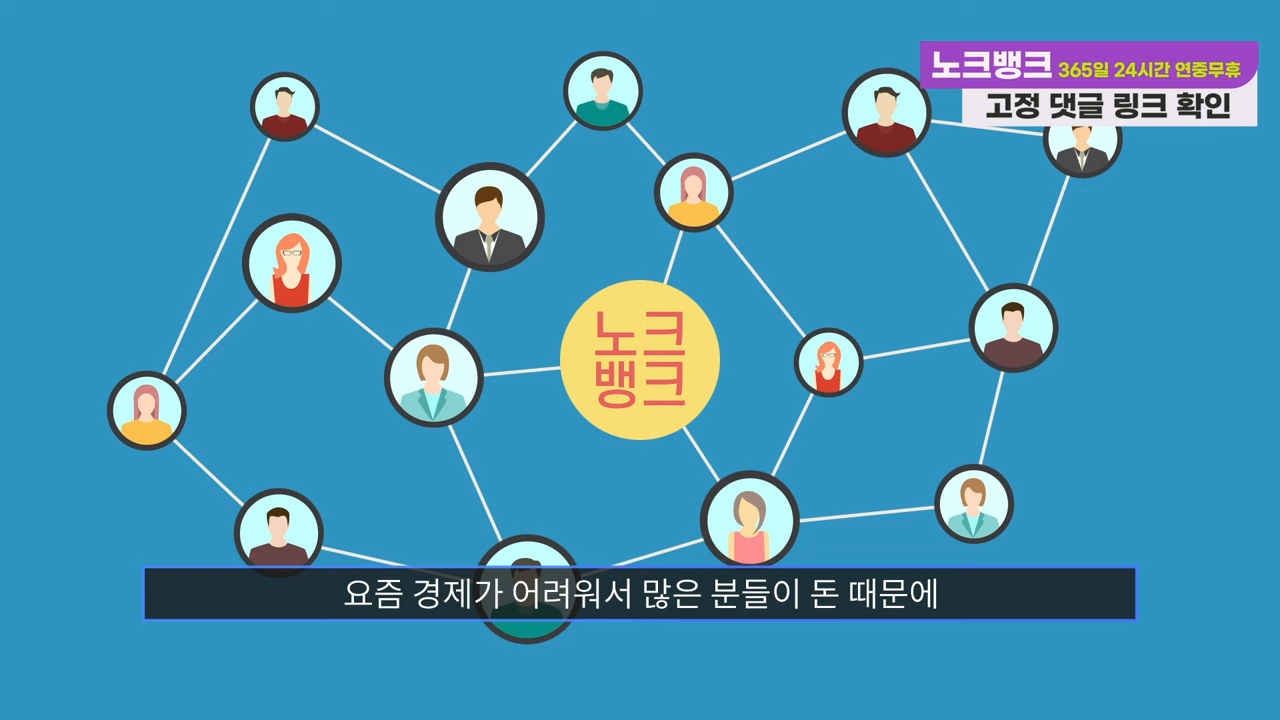 노크뱅크 365일 24시간 연중무휴
고정 댓글 링크 확인
노크
뱅크
요즘 경제가 어려워서 많은 분들이 돈 때문에